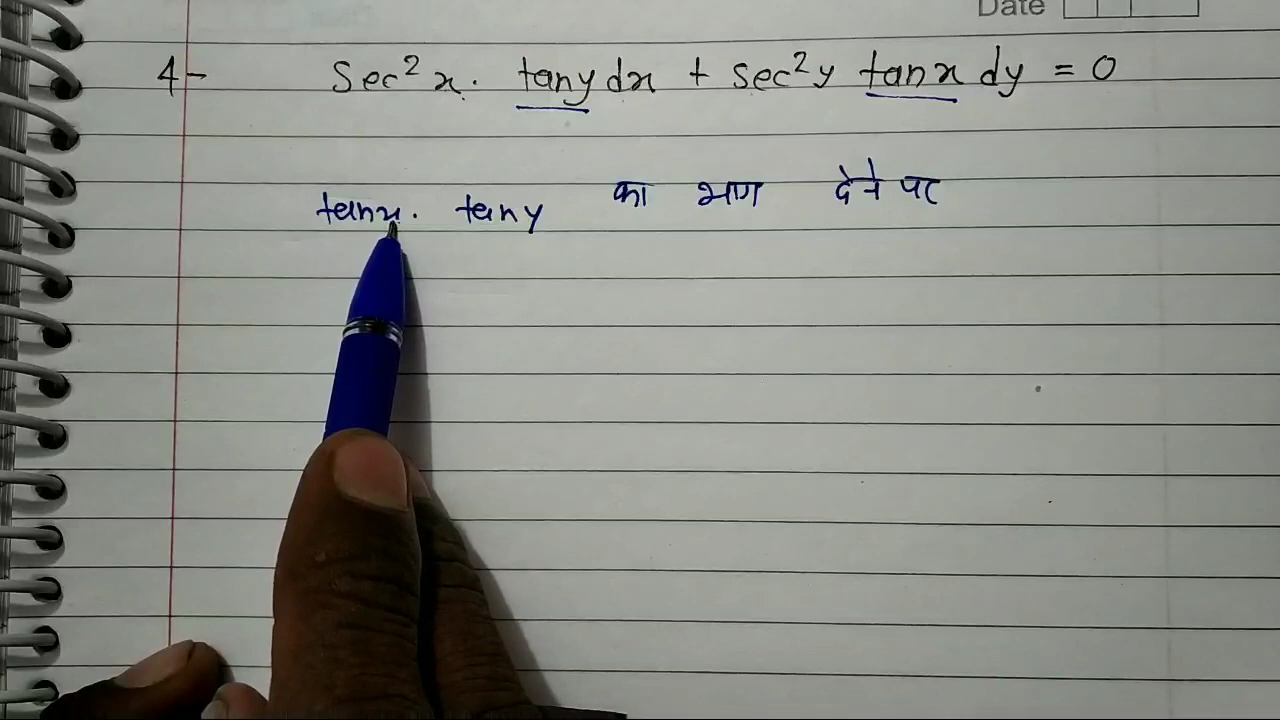 Date
4- Sec²x. tany dx + sec²y tanx dy = 0
tanx. tany का भाग देने पर